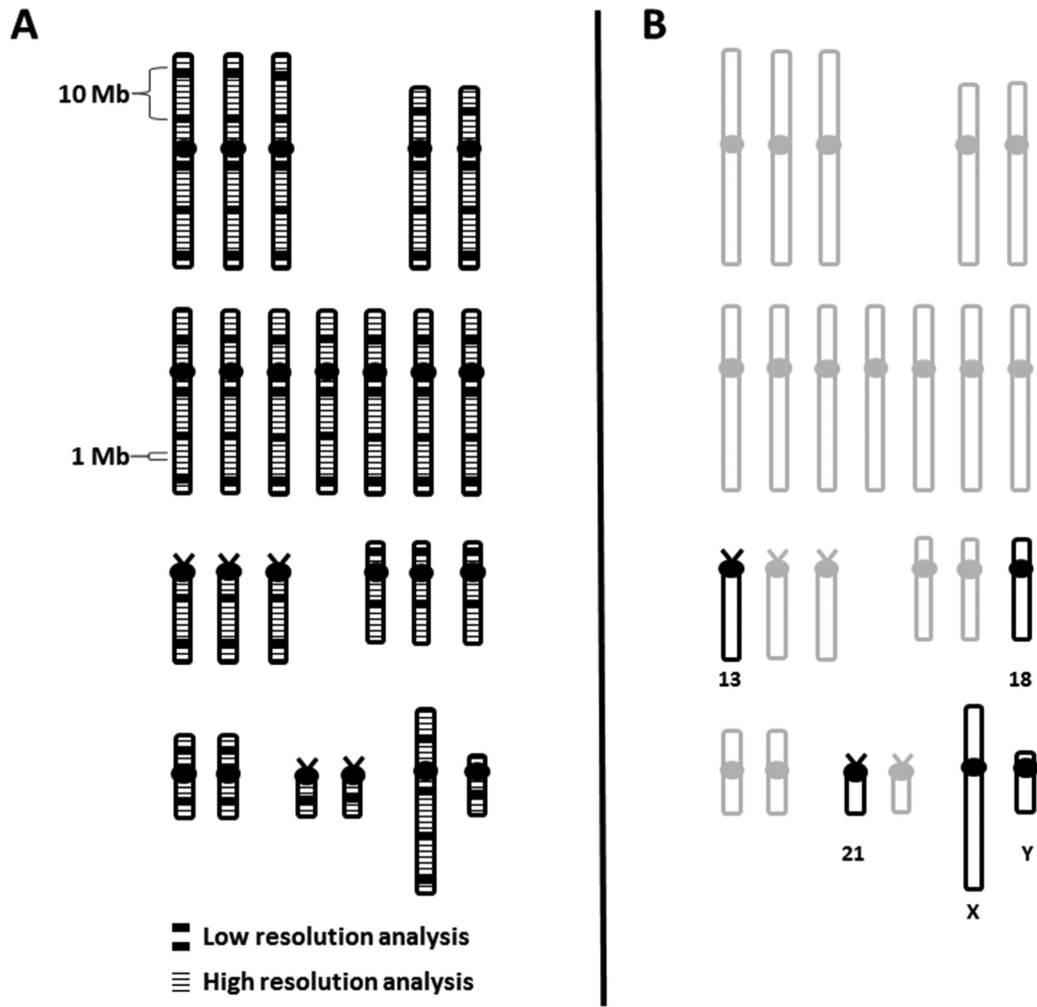 A
B
10 Mb
1 Mb
13
18
21
Y
X
Low resolution analysis
High resolution analysis